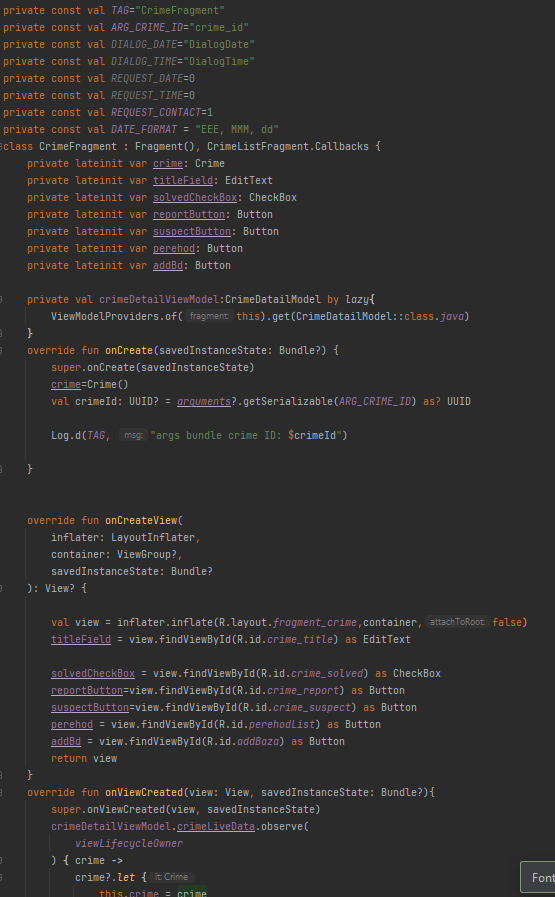 private const val TAG="CrimeFragment"
private const val ARG_CRIME_ID="crime_id"
private const val DIALOG_DATE="DialogDate"
private const val DIALOG_TIME="DialogTime"
private const val REQUEST_DATE=0
private const val REQUEST_TIME=0
private const val REQUEST_CONTACT=1
private const val DATE_FORMAT = "EEE, MMM, dd"
class CrimeFragment : Fragment(), CrimeListFragment.Callbacks {
    private lateinit var crime: Crime
    private lateinit var titleField: EditText
    private lateinit var solvedCheckBox: CheckBox
    private lateinit var reportButton: Button
    private lateinit var suspectButton: Button
    private lateinit var perehod: Button
    private lateinit var addBd: Button
    private val crimeDetailViewModel:CrimeDatailModel by lazy{
        ViewModelProviders.of( fragment: this).get(CrimeDatailModel::class.java)
    }
    override fun onCreate(savedInstanceState: Bundle?) {
        super.onCreate(savedInstanceState)
        crime=Crime()
        val crimeId: UUID? = arguments?.getSerializable(ARG_CRIME_ID) as? UUID
        Log.d(TAG, msg: "args bundle crime ID: $crimeId")
    }
    override fun onCreateView(
        inflater: LayoutInflater,
        container: ViewGroup?,
        savedInstanceState: Bundle?
    ): View? {
        val view = inflater.inflate(R.layout.fragment_crime,container, attachToRoot: false)
        titleField = view.findViewById(R.id.crime_title) as EditText
        solvedCheckBox = view.findViewById(R.id.crime_solved) as CheckBox
        reportButton=view.findViewById(R.id.crime_report) as Button
        suspectButton=view.findViewById(R.id.crime_suspect) as Button
        perehod = view.findViewById(R.id.perehodList) as Button
        addBd = view.findViewById(R.id.addBaza) as Button
        return view
    }
    override fun onViewCreated(view: View, savedInstanceState: Bundle?){
        super.onViewCreated(view, savedInstanceState)
        crimeDetailViewModel.crimeLiveData.observe(
            viewLifecycleOwner
        ) { crime ->
            crime?.let { it: Crime
                this.crime = crime
Font